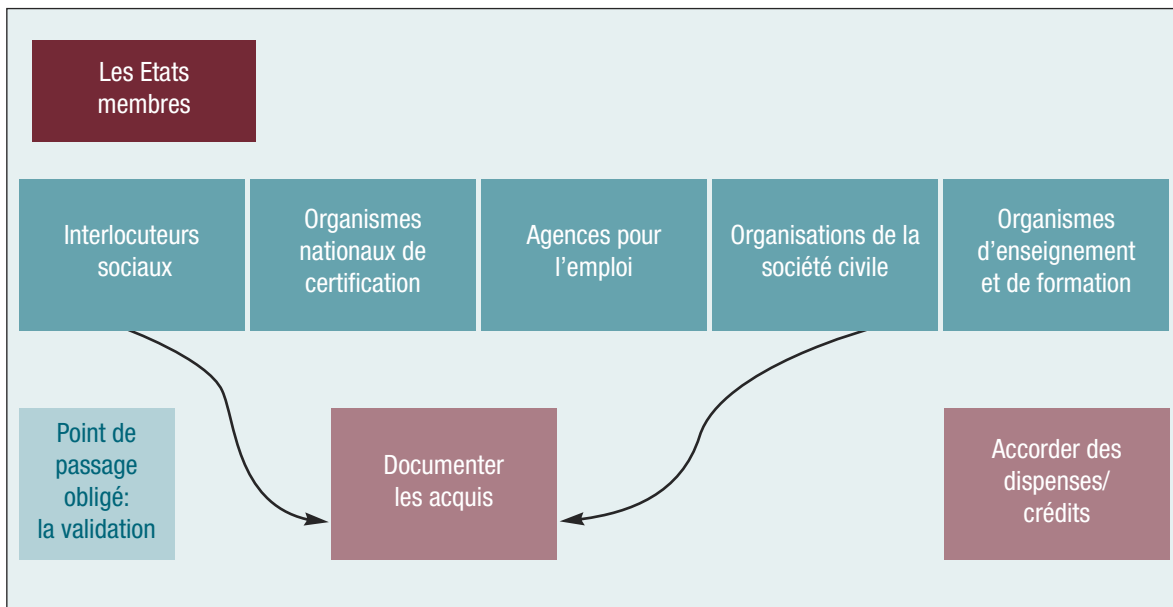 Les Etats
membres
Interlocuteurs
sociaux
Organismes
nationaux de
certification
Agences pour
l'emploi
Organisations de la
société civile
Organismes
d'enseignement
et de formation
Point de
passage
obligé:
la validation
Documenter
les acquis
Accorder des
dispenses/
crédits